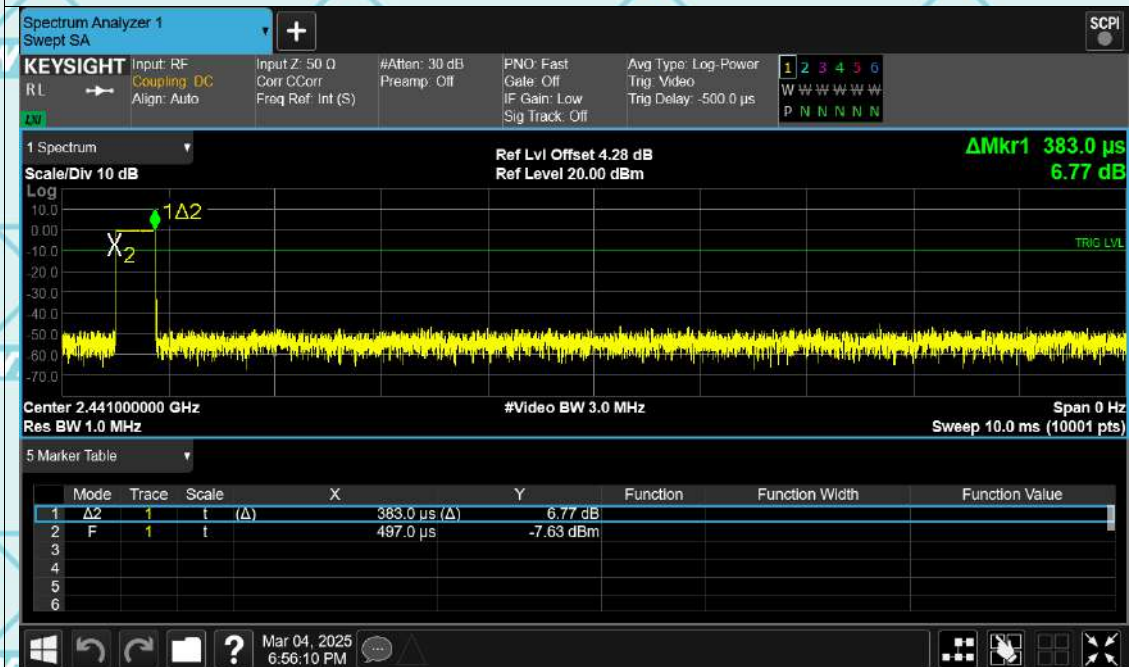 Spectrum Analyzer 1
Swept SA
+
SCPI
KEYSIGHT Input: RF Input Z: 50 Ω #Atten: 30 dB PNO: Fast Avg Type: Log-Power 1 2 3 4 5 6
RL Coupling: DC Corr CCorr Preamp: Off Gate: Off Trig: Video W W W W W W
Align: Auto Freq Ref: Int (S) IF Gain: Low Trig Delay: -500.0 µs P N N N N N
LXI Sig Track: Off
1 Spectrum
Ref Lvl Offset 4.28 dB ΔMkr1 383.0 µs
Scale/Div 10 dB Ref Level 20.00 dBm 6.77 dB
Log
10.0
1Δ2
0.00
X2
-10.0
TRIG LVL
-20.0
-30.0
-40.0
-50.0
-60.0
-70.0
Center 2.441000000 GHz #Video BW 3.0 MHz Span 0 Hz
Res BW 1.0 MHz Sweep 10.0 ms (10001 pts)
5 Marker Table
Mode Trace Scale X Y Function Function Width Function Value
1 Δ2 1 t (Δ) 383.0 µs (Δ) 6.77 dB
2 F 1 t 497.0 µs -7.63 dBm
3
4
5
6
? Mar 04, 2025
6:56:10 PM